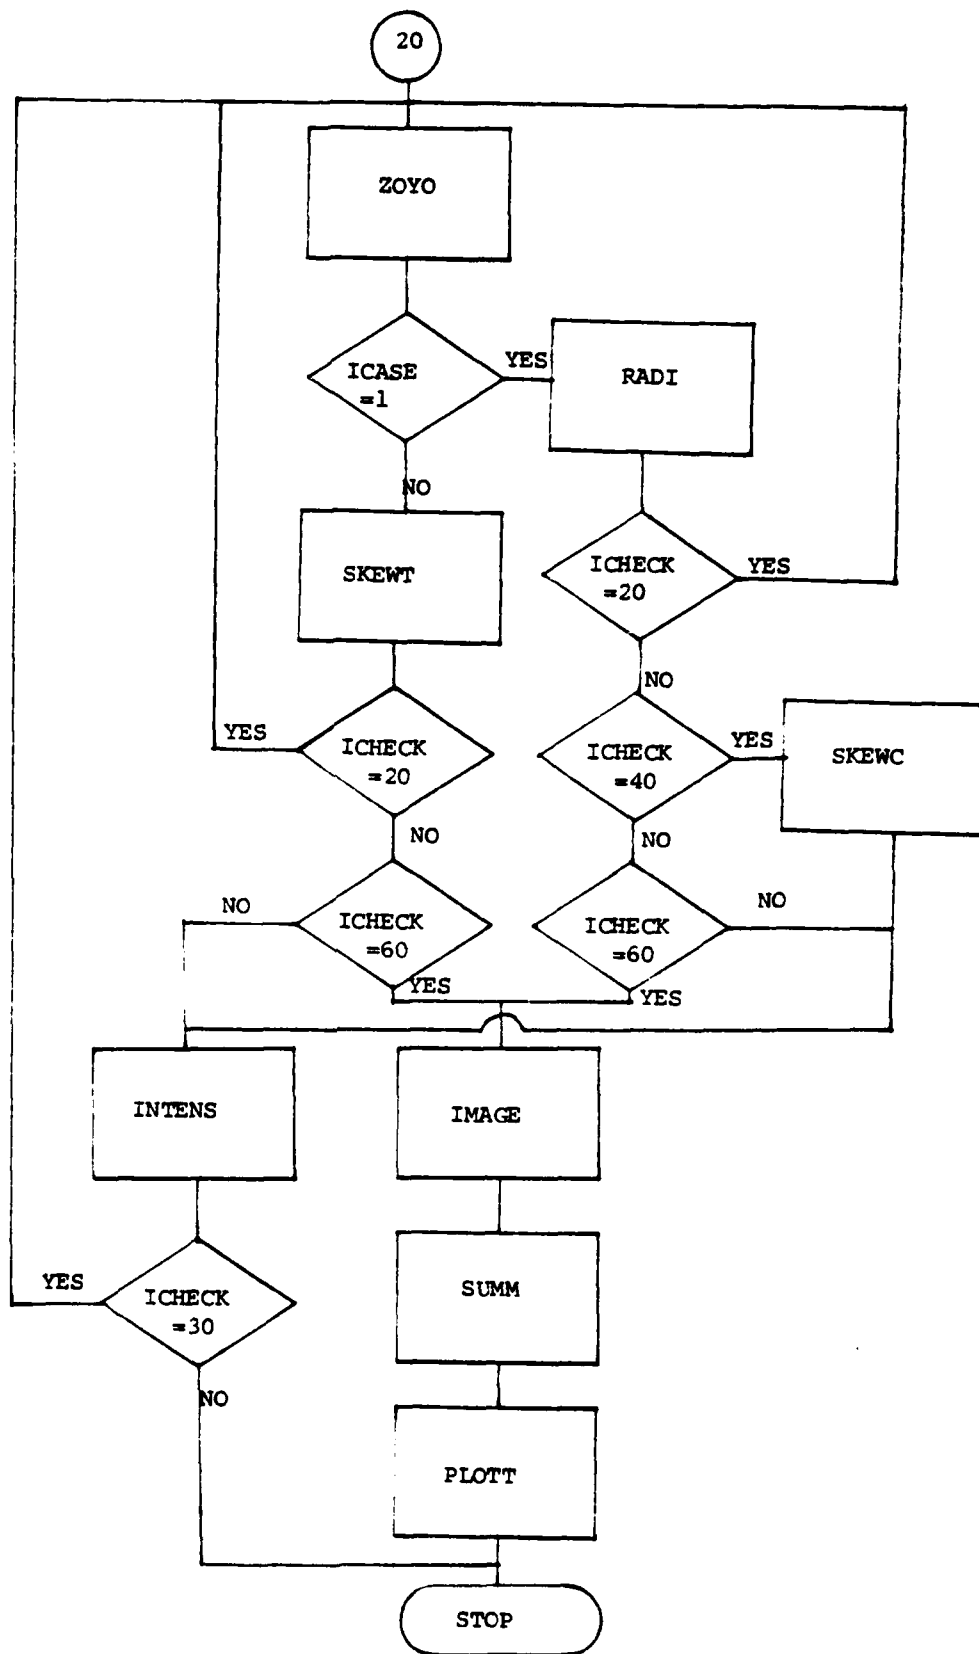 20
ZOYO
ICASE
=1
YES
RADI
NO
SKEWT
ICHECK
=20
YES
NO
YES
ICHECK
=20
ICHECK
=40
YES
SKEWC
NO
NO
NO
ICHECK
=60
YES
ICHECK
=60
NO
YES
INTENS
IMAGE
YES
ICHECK
=30
SUMM
NO
PLOTT
STOP